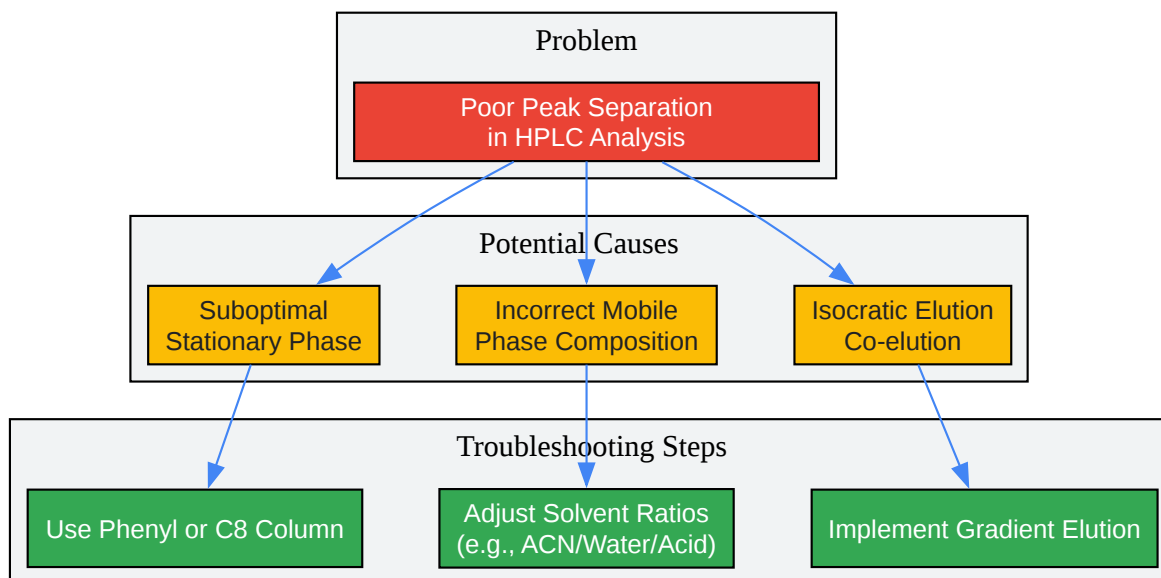 Problem
Poor Peak Separation
in HPLC Analysis
Potential Causes
Suboptimal
Stationary Phase
Incorrect Mobile
Phase Composition
Isocratic Elution
Co-elution
Troubleshooting Steps
Use Phenyl or C8 Column
Adjust Solvent Ratios
(e.g., ACN/Water/Acid)
Implement Gradient Elution